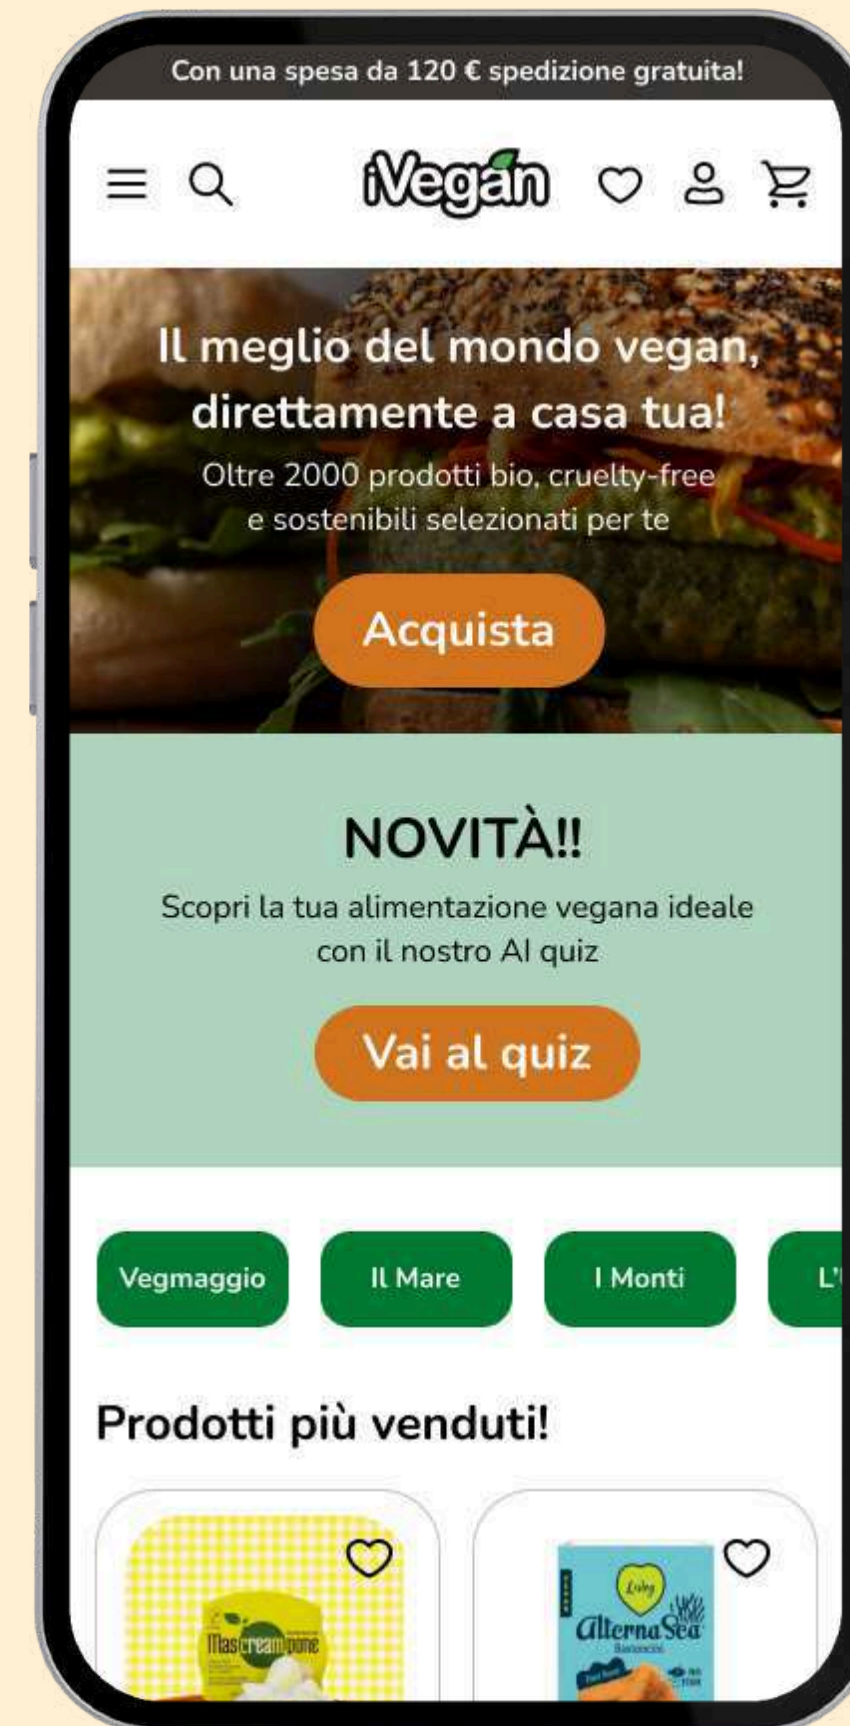 Con una spesa da 120 € spedizione gratuita!
iVegan
Il meglio del mondo vegan,
direttamente a casa tua!
Oltre 2000 prodotti bio, cruelty-free
e sostenibili selezionati per te
Acquista
NOVITÀ!!
Scopri la tua alimentazione vegana ideale
con il nostro AI quiz
Vai al quiz
Vegmaggio
Il Mare
I Monti
Prodotti più venduti!
Mascreampone
AlternaSea